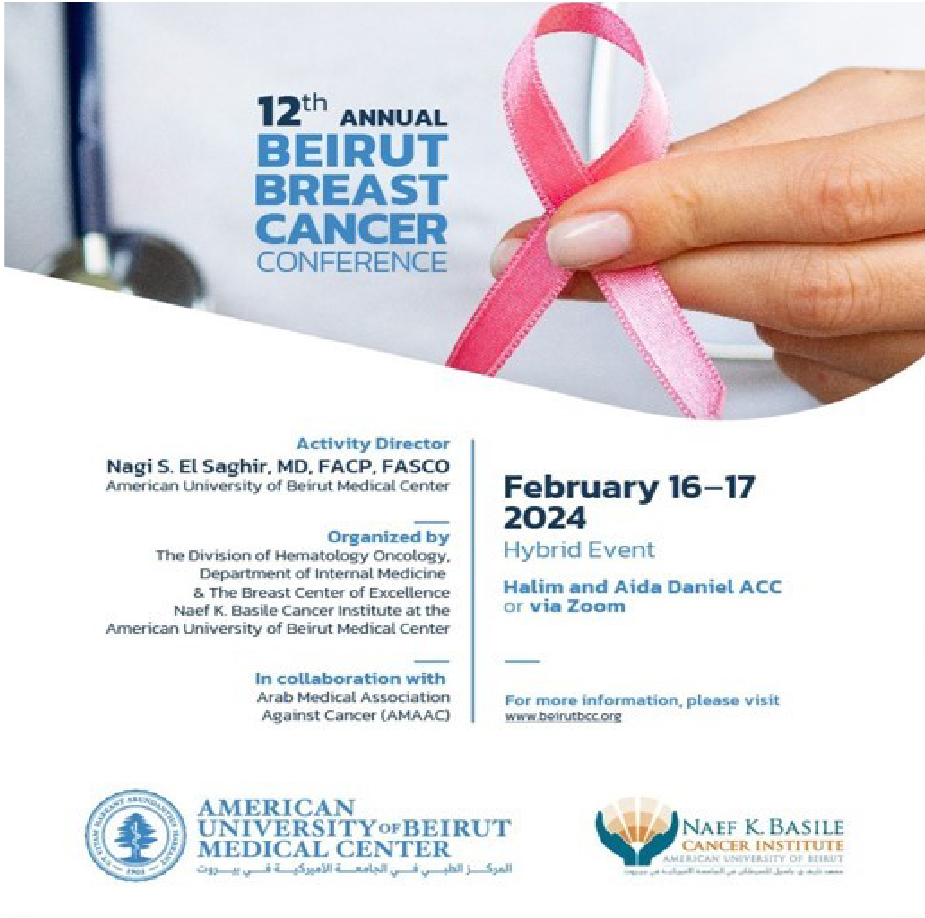 12th ANNUAL
BEIRUT
BREAST
CANCER
CONFERENCE
Activity Director
Nagi S. El Saghir, MD, FACP, FASCO
American University of Beirut Medical Center
Organized by
The Division of Hematology Oncology,
Department of Internal Medicine
& The Breast Center of Excellence
Naef K. Basile Cancer Institute at the
American University of Beirut Medical Center
In collaboration with
Arab Medical Association
Against Cancer (AMAAC)
February 16–17
2024
Hybrid Event
Halim and Aida Daniel ACC
or via Zoom
For more information, please visit
www.beirutbcc.org
AMERICAN
UNIVERSITY OF BEIRUT
MEDICAL CENTER
المركز الطبي في الجامعة الأميركية في بيروت
NAEF K. BASILE
CANCER INSTITUTE
AMERICAN UNIVERSITY OF BEIRUT